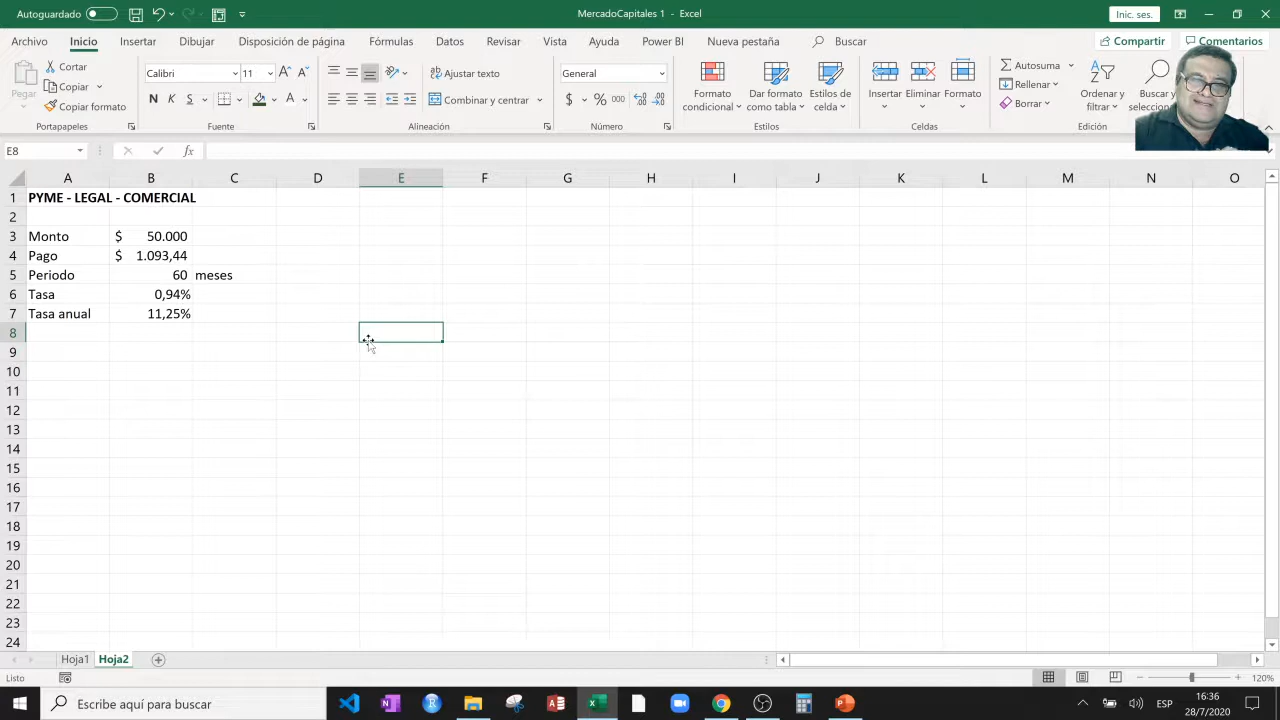 Autoguardado
MercadoCapitales 1 - Excel
Inic. ses.
Archivo Inicio Insertar Dibujar Disposición de página Fórmulas Datos Revisar Vista Ayuda Power BI Nueva pestaña Buscar Compartir Comentarios
Pegar
Cortar
Copiar
Copiar formato
Portapapeles
Calibri 11
N K S
Fuente
Ajustar texto
Combinar y centrar
Alineación
General
$ % 000
Número
Formato condicional
Dar formato como tabla
Estilos de celda
Estilos
Insertar Eliminar Formato
Celdas
Autosuma
Rellenar
Borrar
Ordenar y filtrar
Buscar y
Edición
E8 fx
A B C D E F G H I J K L M N O
1 PYME - LEGAL - COMERCIAL
2
3 Monto $ 50.000
4 Pago $ 1.093,44
5 Periodo 60 meses
6 Tasa 0,94%
7 Tasa anual 11,25%
8
9
10
11
12
13
14
15
16
17
18
19
20
21
22
23
24
Hoja1 Hoja2
Listo 120%
Escribe aquí para buscar
ESP
16:36
28/7/2020